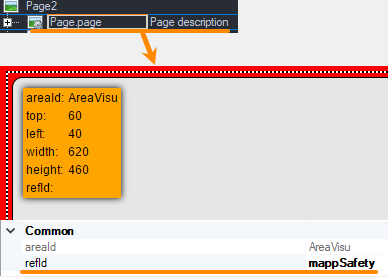 Page2
Page.page Page description
areaId: AreaVisu
top: 60
left: 40
width: 620
height: 460
refId:
Common
areaId AreaVisu
refId mappSafety